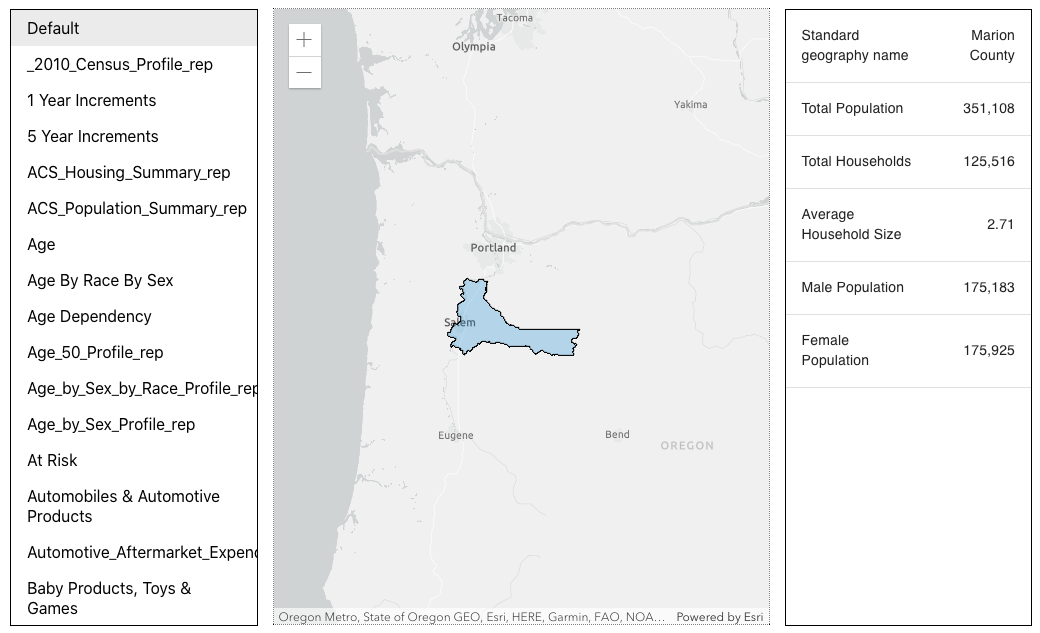 Default
_2010_Census_Profile_rep
1 Year Increments
5 Year Increments
ACS_Housing_Summary_rep
ACS_Population_Summary_rep
Age
Age By Race By Sex
Age Dependency
Age_50_Profile_rep
Age_by_Sex_by_Race_Profile_rep
Age_by_Sex_Profile_rep
At Risk
Automobiles & Automotive
Products
Automotive_Aftermarket_Expend
Baby Products, Toys &
Games
Tacoma
Olympia
Yakima
Portland
Salem
Eugene
Bend
OREGON
Oregon Metro, State of Oregon GEO, Esri, HERE, Garmin, FAO, NOA... Powered by Esri
Standard Marion
geography name County
Total Population 351,108
Total Households 125,516
Average
Household Size 2.71
Male Population 175,183
Female
Population 175,925